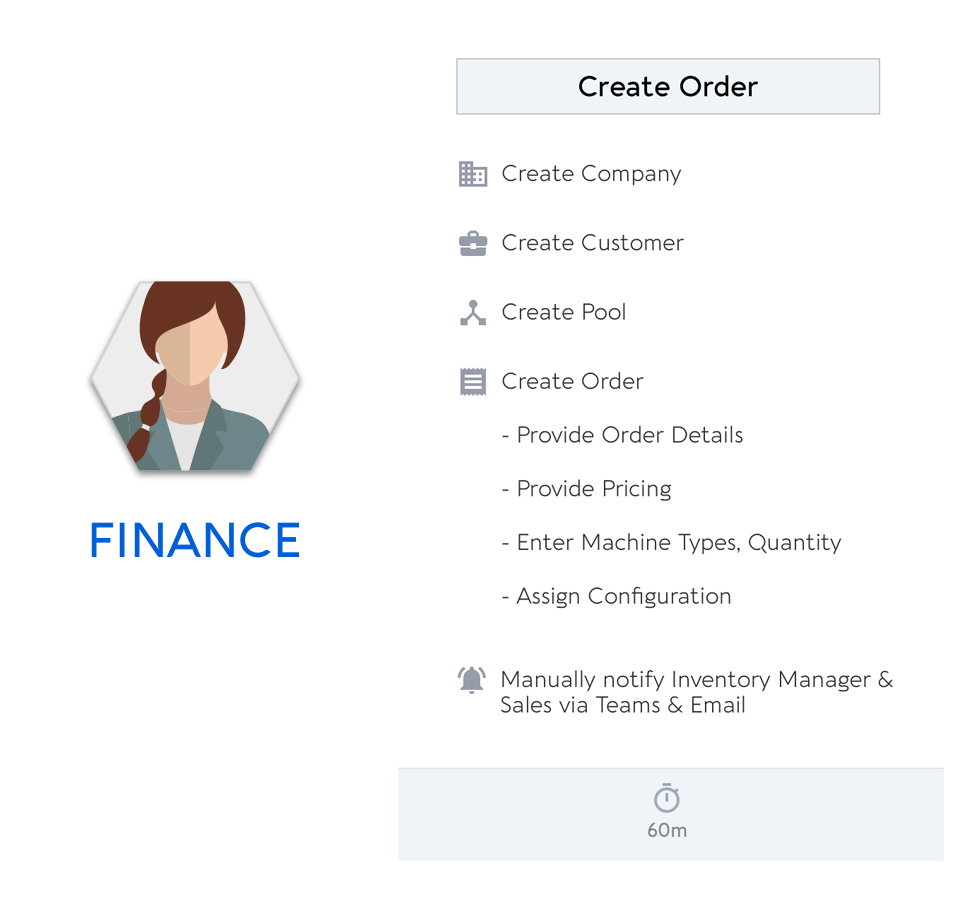 Create Order
Create Company
Create Customer
Create Pool
Create Order
- Provide Order Details
- Provide Pricing
- Enter Machine Types, Quantity
- Assign Configuration
Manually notify Inventory Manager &
Sales via Teams & Email
60m
FINANCE